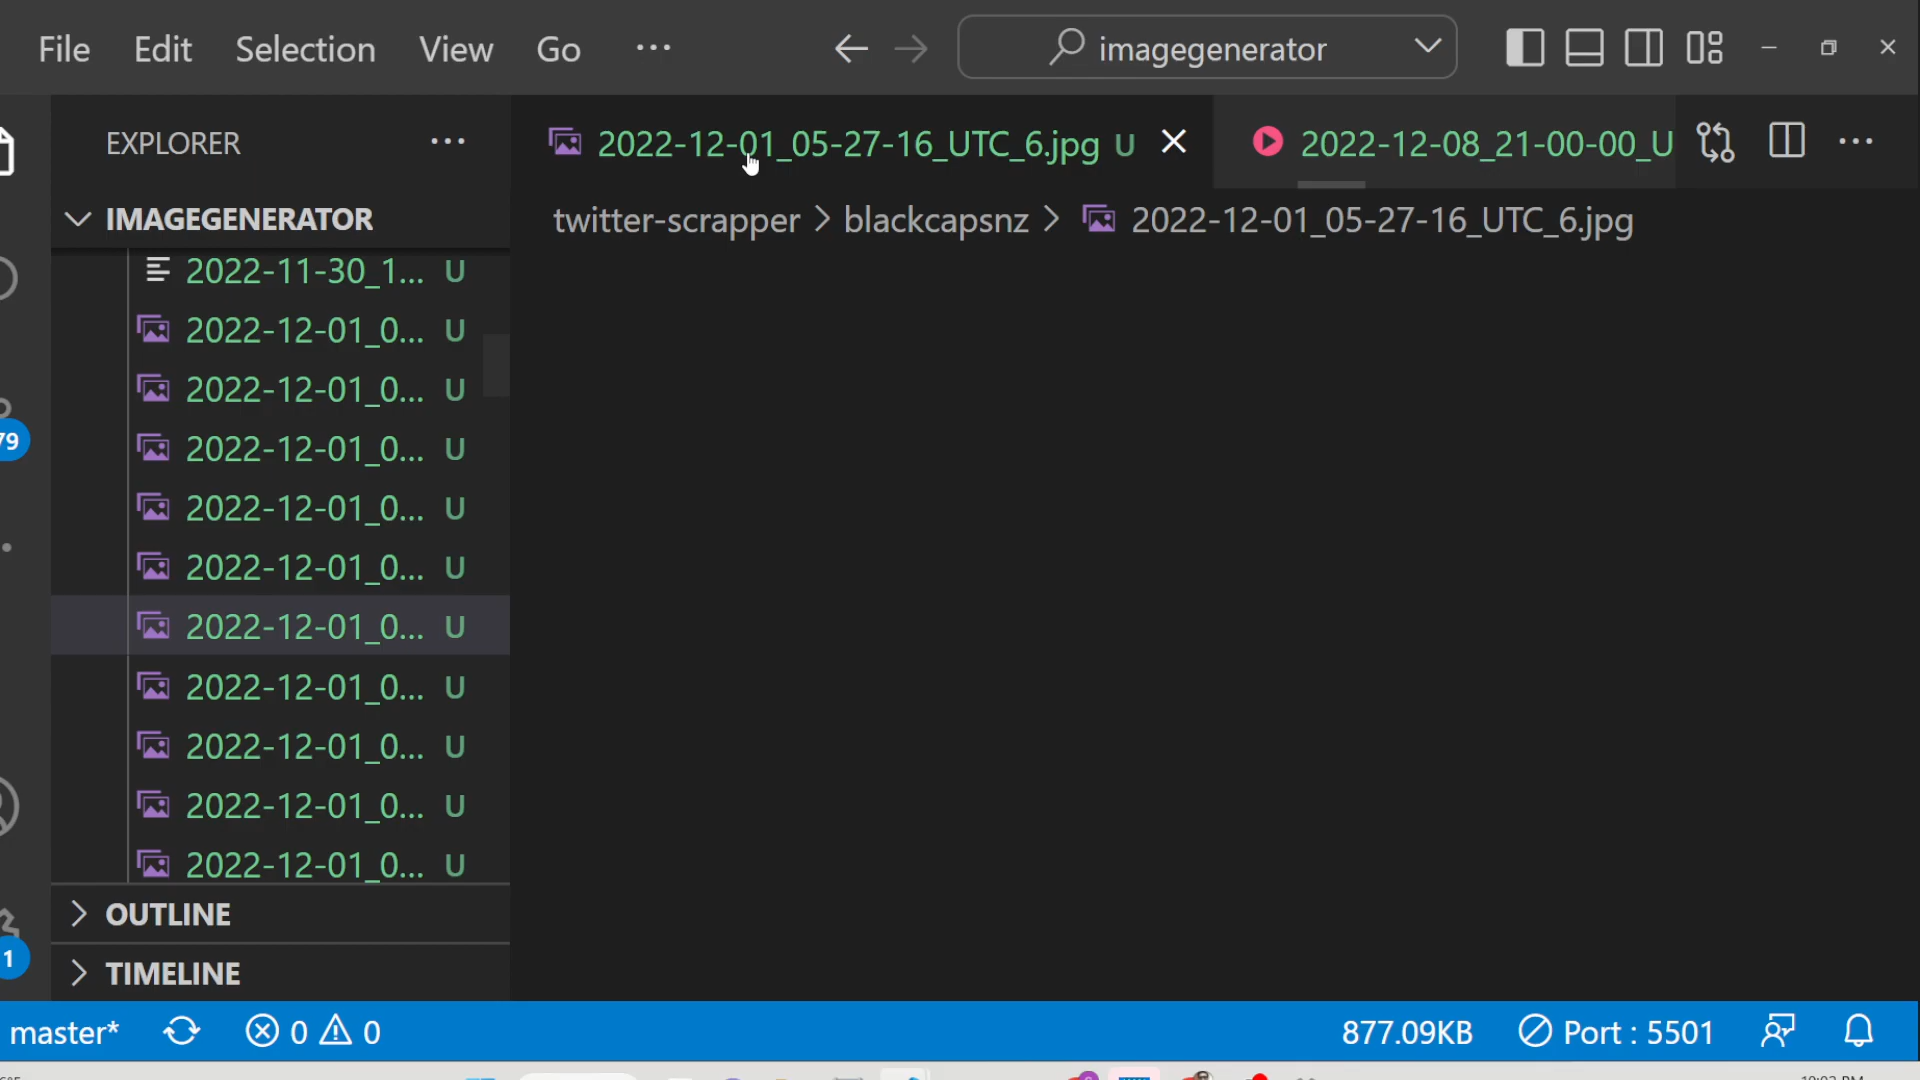 File Edit Selection View Go ··· imagegenerator
EXPLORER ···
2022-12-01_05-27-16_UTC_6.jpg U
2022-12-08_21-00-00_U
IMAGEGENERATOR
twitter-scrapper > blackcapsnz > 2022-12-01_05-27-16_UTC_6.jpg
2022-11-30_1... U
2022-12-01_0... U
2022-12-01_0... U
2022-12-01_0... U
2022-12-01_0... U
2022-12-01_0... U
2022-12-01_0... U
2022-12-01_0... U
2022-12-01_0... U
2022-12-01_0... U
2022-12-01_0... U
79
1
OUTLINE
TIMELINE
master* 0 0 877.09KB Port : 5501